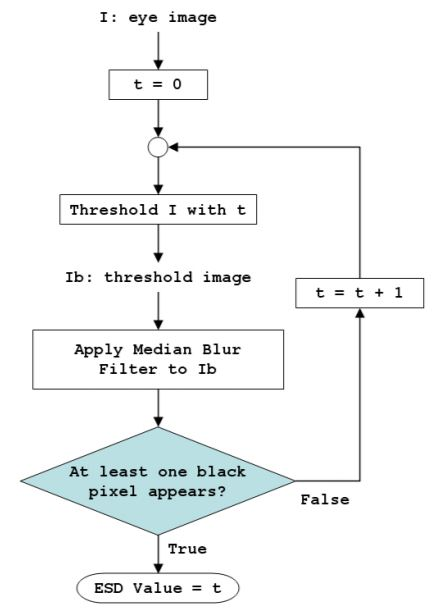 I: eye image
t = 0
Threshold I with t
Ib: threshold image
t = t + 1
Apply Median Blur
Filter to Ib
At least one black
pixel appears?
False
True
ESD Value = t